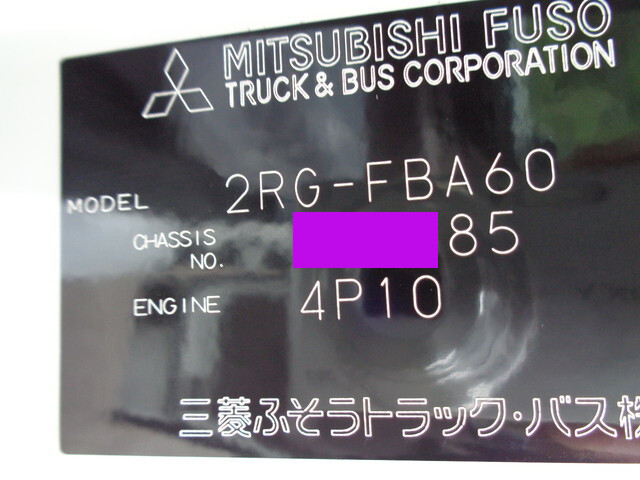 MITSUBISHI FUSO
TRUCK & BUS CORPORATION
MODEL 2RG-FBA60
CHASSIS NO. 85
ENGINE 4P10
三菱ふそうトラック・バス株